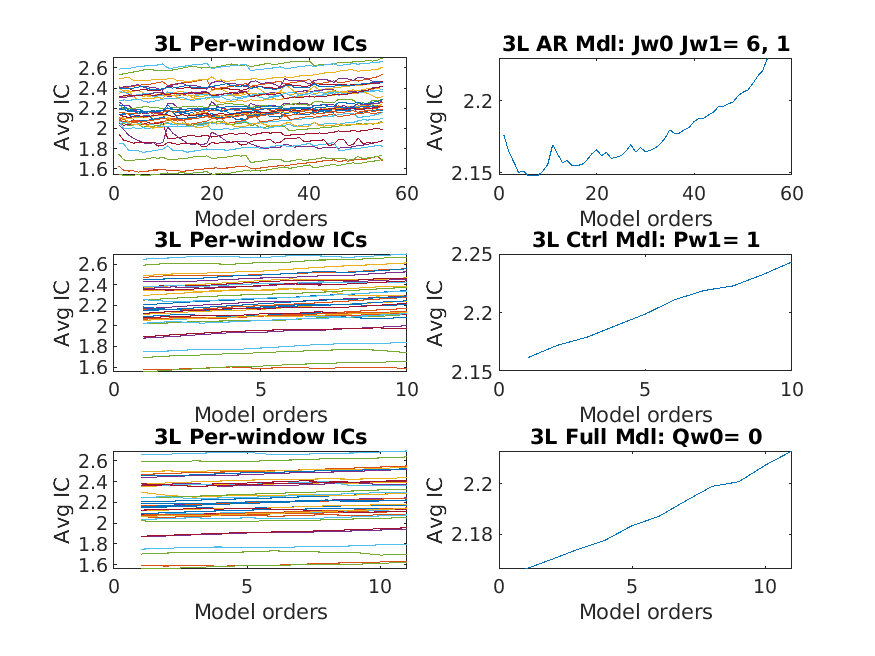 3L Per-window ICs
3L AR Mdl: Jw0 Jw1= 6, 1
Avg IC
2.6
2.4
2.2
2
1.8
1.6
0
20
40
60
Model orders
Avg IC
2.2
2.15
0
20
40
60
Model orders
3L Per-window ICs
3L Ctrl Mdl: Pw1= 1
Avg IC
2.6
2.4
2.2
2
1.8
1.6
0
5
10
Model orders
Avg IC
2.25
2.2
2.15
0
5
10
Model orders
3L Per-window ICs
3L Full Mdl: Qw0= 0
Avg IC
2.6
2.4
2.2
2
1.8
1.6
0
5
10
Model orders
Avg IC
2.2
2.18
0
5
10
Model orders